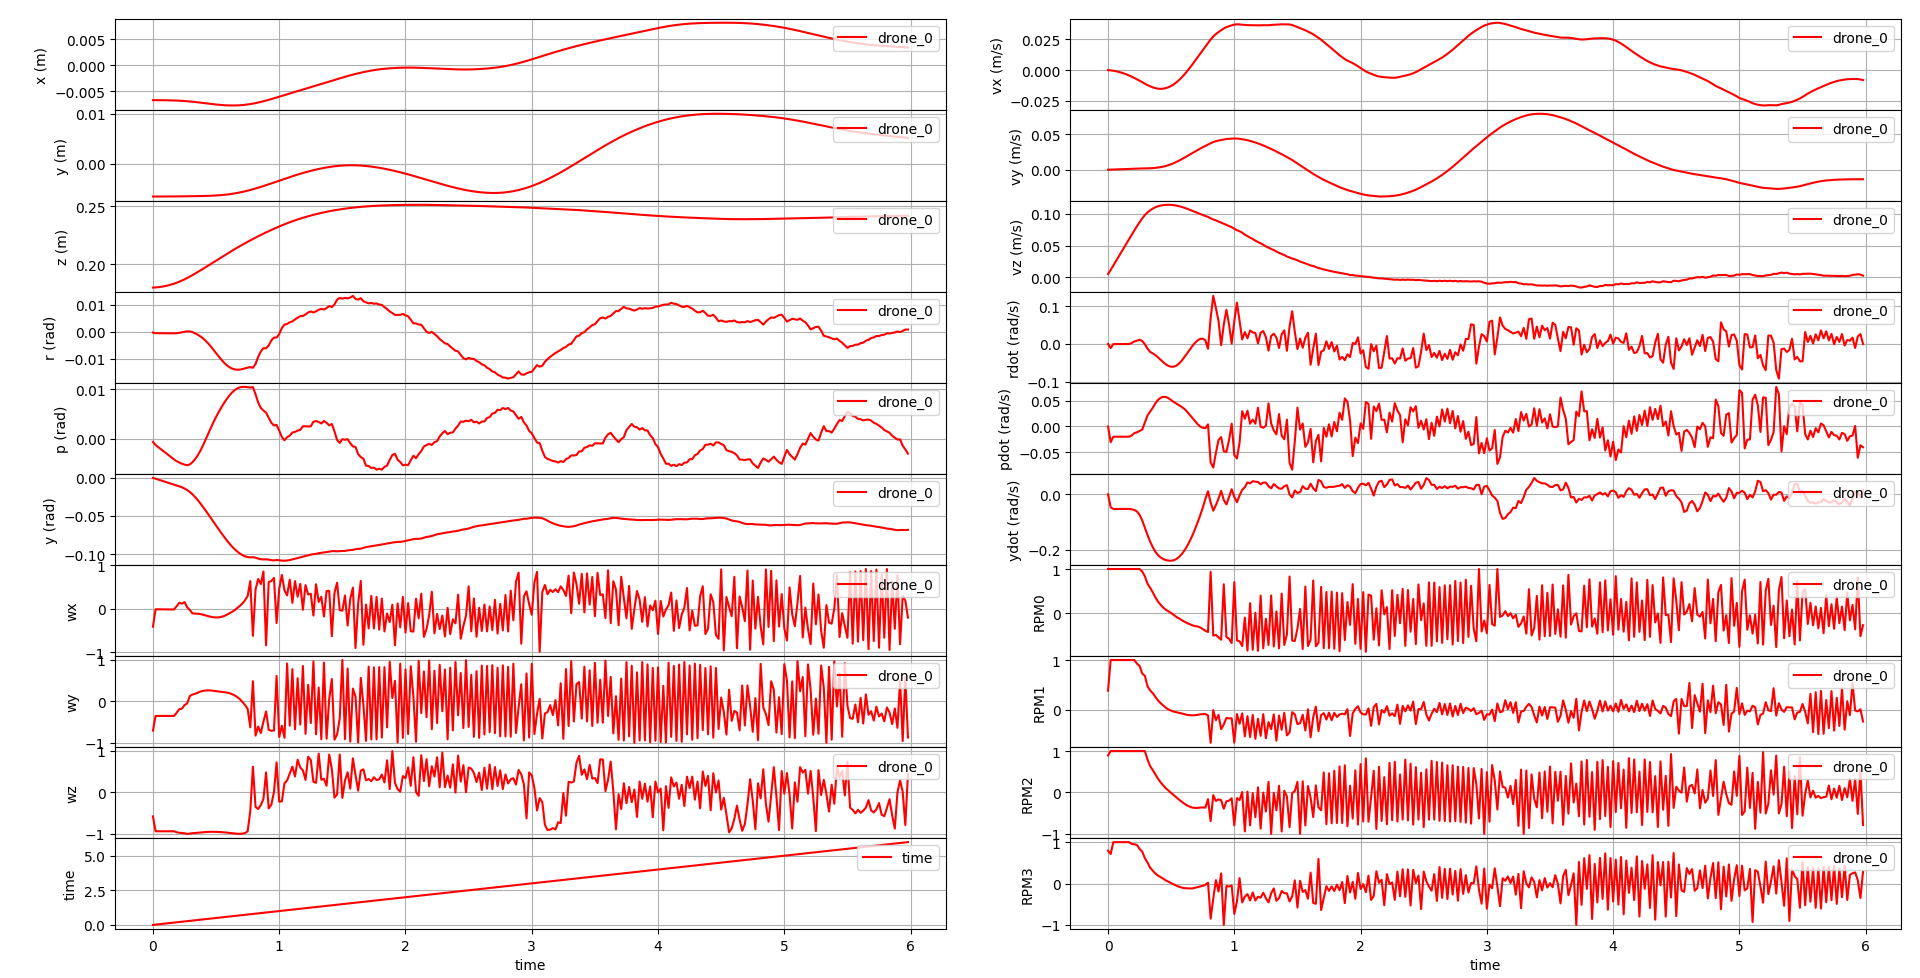 x (m)
0.005
0.000
−0.005
drone_0
y (m)
0.01
0.00
drone_0
z (m)
0.25
0.20
drone_0
r (rad)
0.01
0.00
−0.01
drone_0
p (rad)
0.01
0.00
drone_0
y (rad)
0.00
−0.05
−0.10
drone_0
wx
1
0
−1
drone_0
wy
1
0
−1
drone_0
wz
1
0
−1
drone_0
time
5.0
2.5
0.0
time
0 1 2 3 4 5 6
time
vx (m/s)
0.025
0.000
−0.025
drone_0
vy (m/s)
0.05
0.00
drone_0
vz (m/s)
0.10
0.05
0.00
drone_0
rdot (rad/s)
0.1
0.0
−0.1
drone_0
pdot (rad/s)
0.05
0.00
−0.05
drone_0
ydot (rad/s)
0.0
−0.2
drone_0
RPM0
1
0
drone_0
RPM1
1
0
drone_0
RPM2
1
0
−1
drone_0
RPM3
1
0
−1
drone_0
0 1 2 3 4 5 6
time